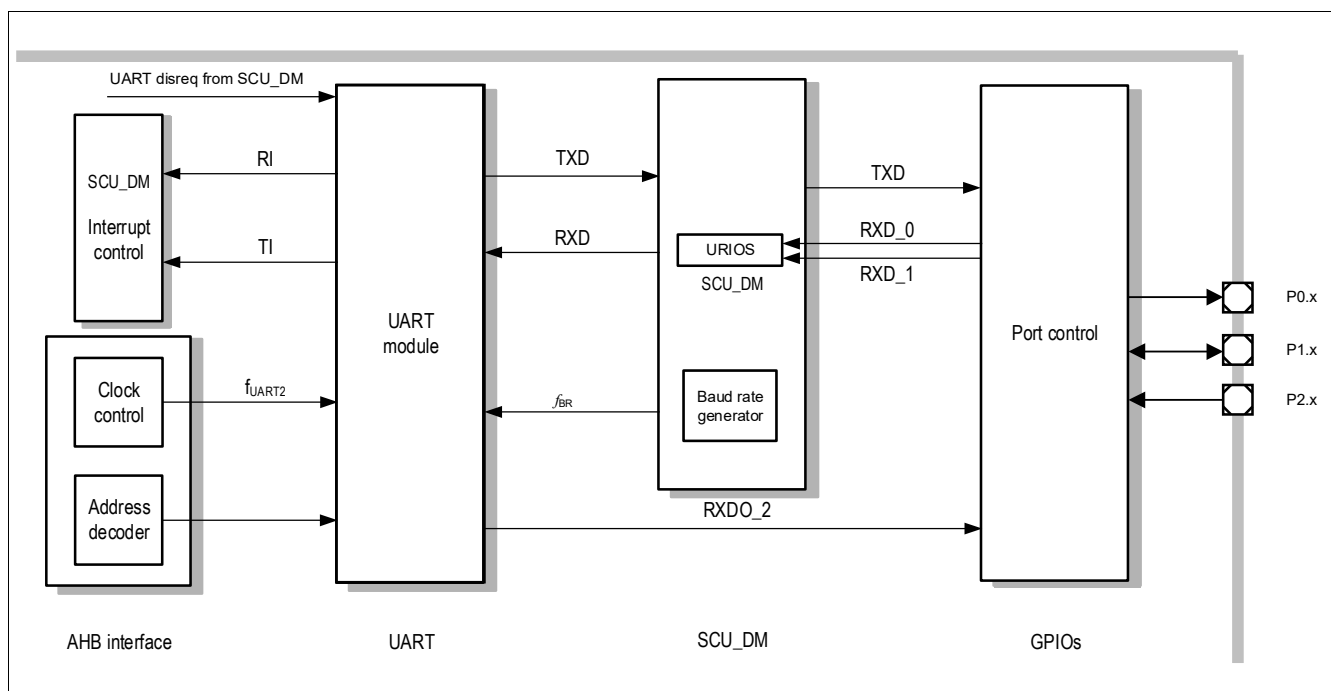 UART disreq from SCU_DM
RI
TXD
TXD
SCU_DM
RXD_0
Interrupt
control
TI
RXD
URIOS
RXD_1
SCU_DM
P0.x
UART
module
Port control
P1.x
Clock
control
fUART2
fBR
Baud rate
generator
P2.x
Address
decoder
RXDO_2
AHB interface
UART
SCU_DM
GPIOs